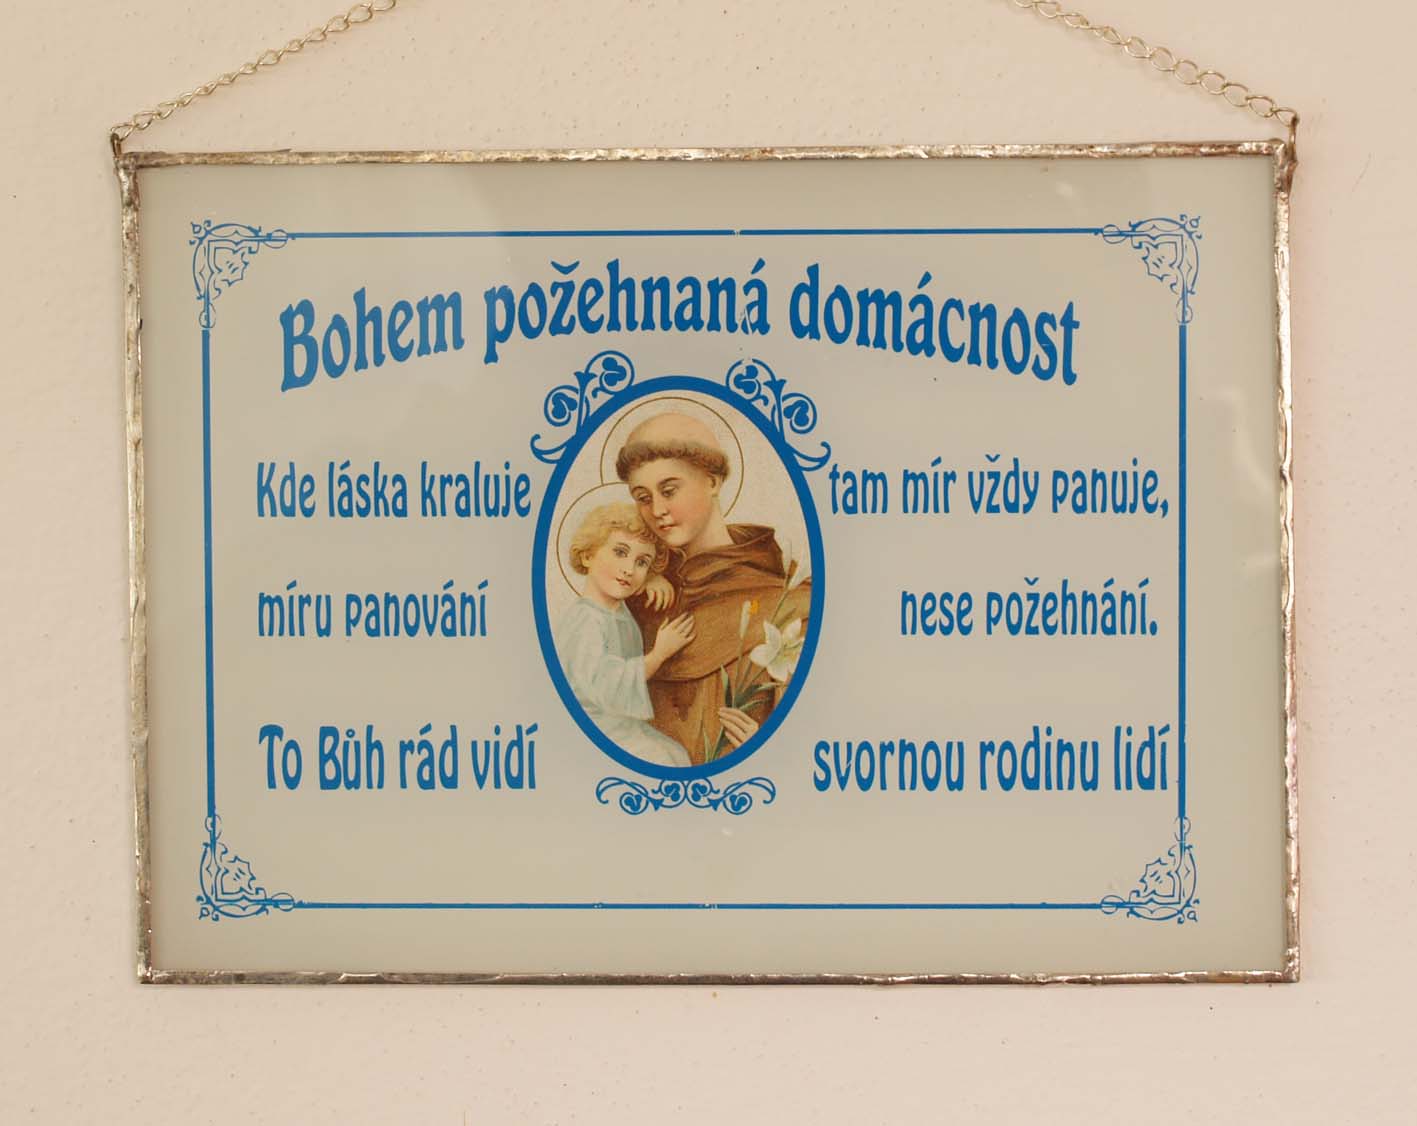 Bohem požehnaná domácnost
Kde láska kraluje tam mír vždy panuje,
míru panování nese požehnání.
To Bůh rád vidí svornou rodinu lidí